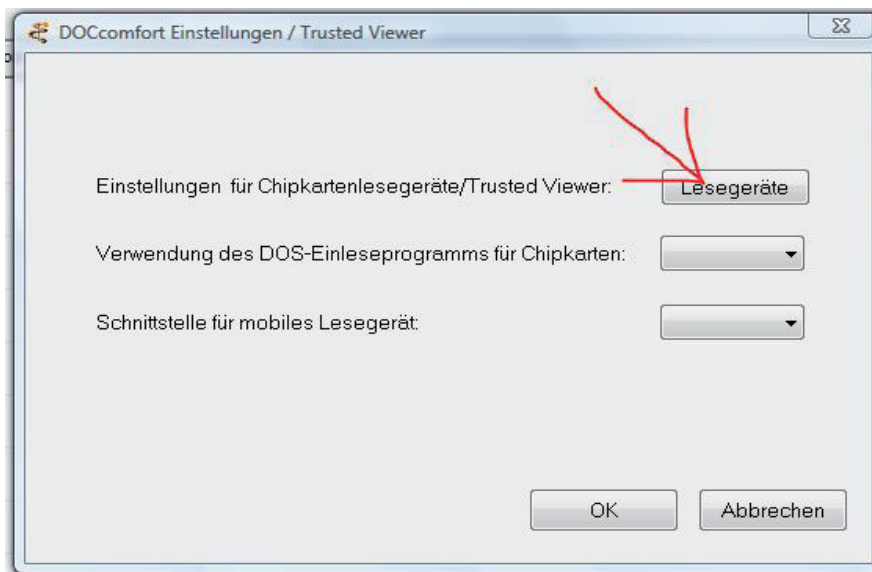 DOCcomfort Einstellungen / Trusted Viewer
Einstellungen für Chipkartenlesegeräte/Trusted Viewer:
Lesegeräte
Verwendung des DOS-Einleseprogramms für Chipkarten:
Schnittstelle für mobiles Lesegerät:
OK
Abbrechen